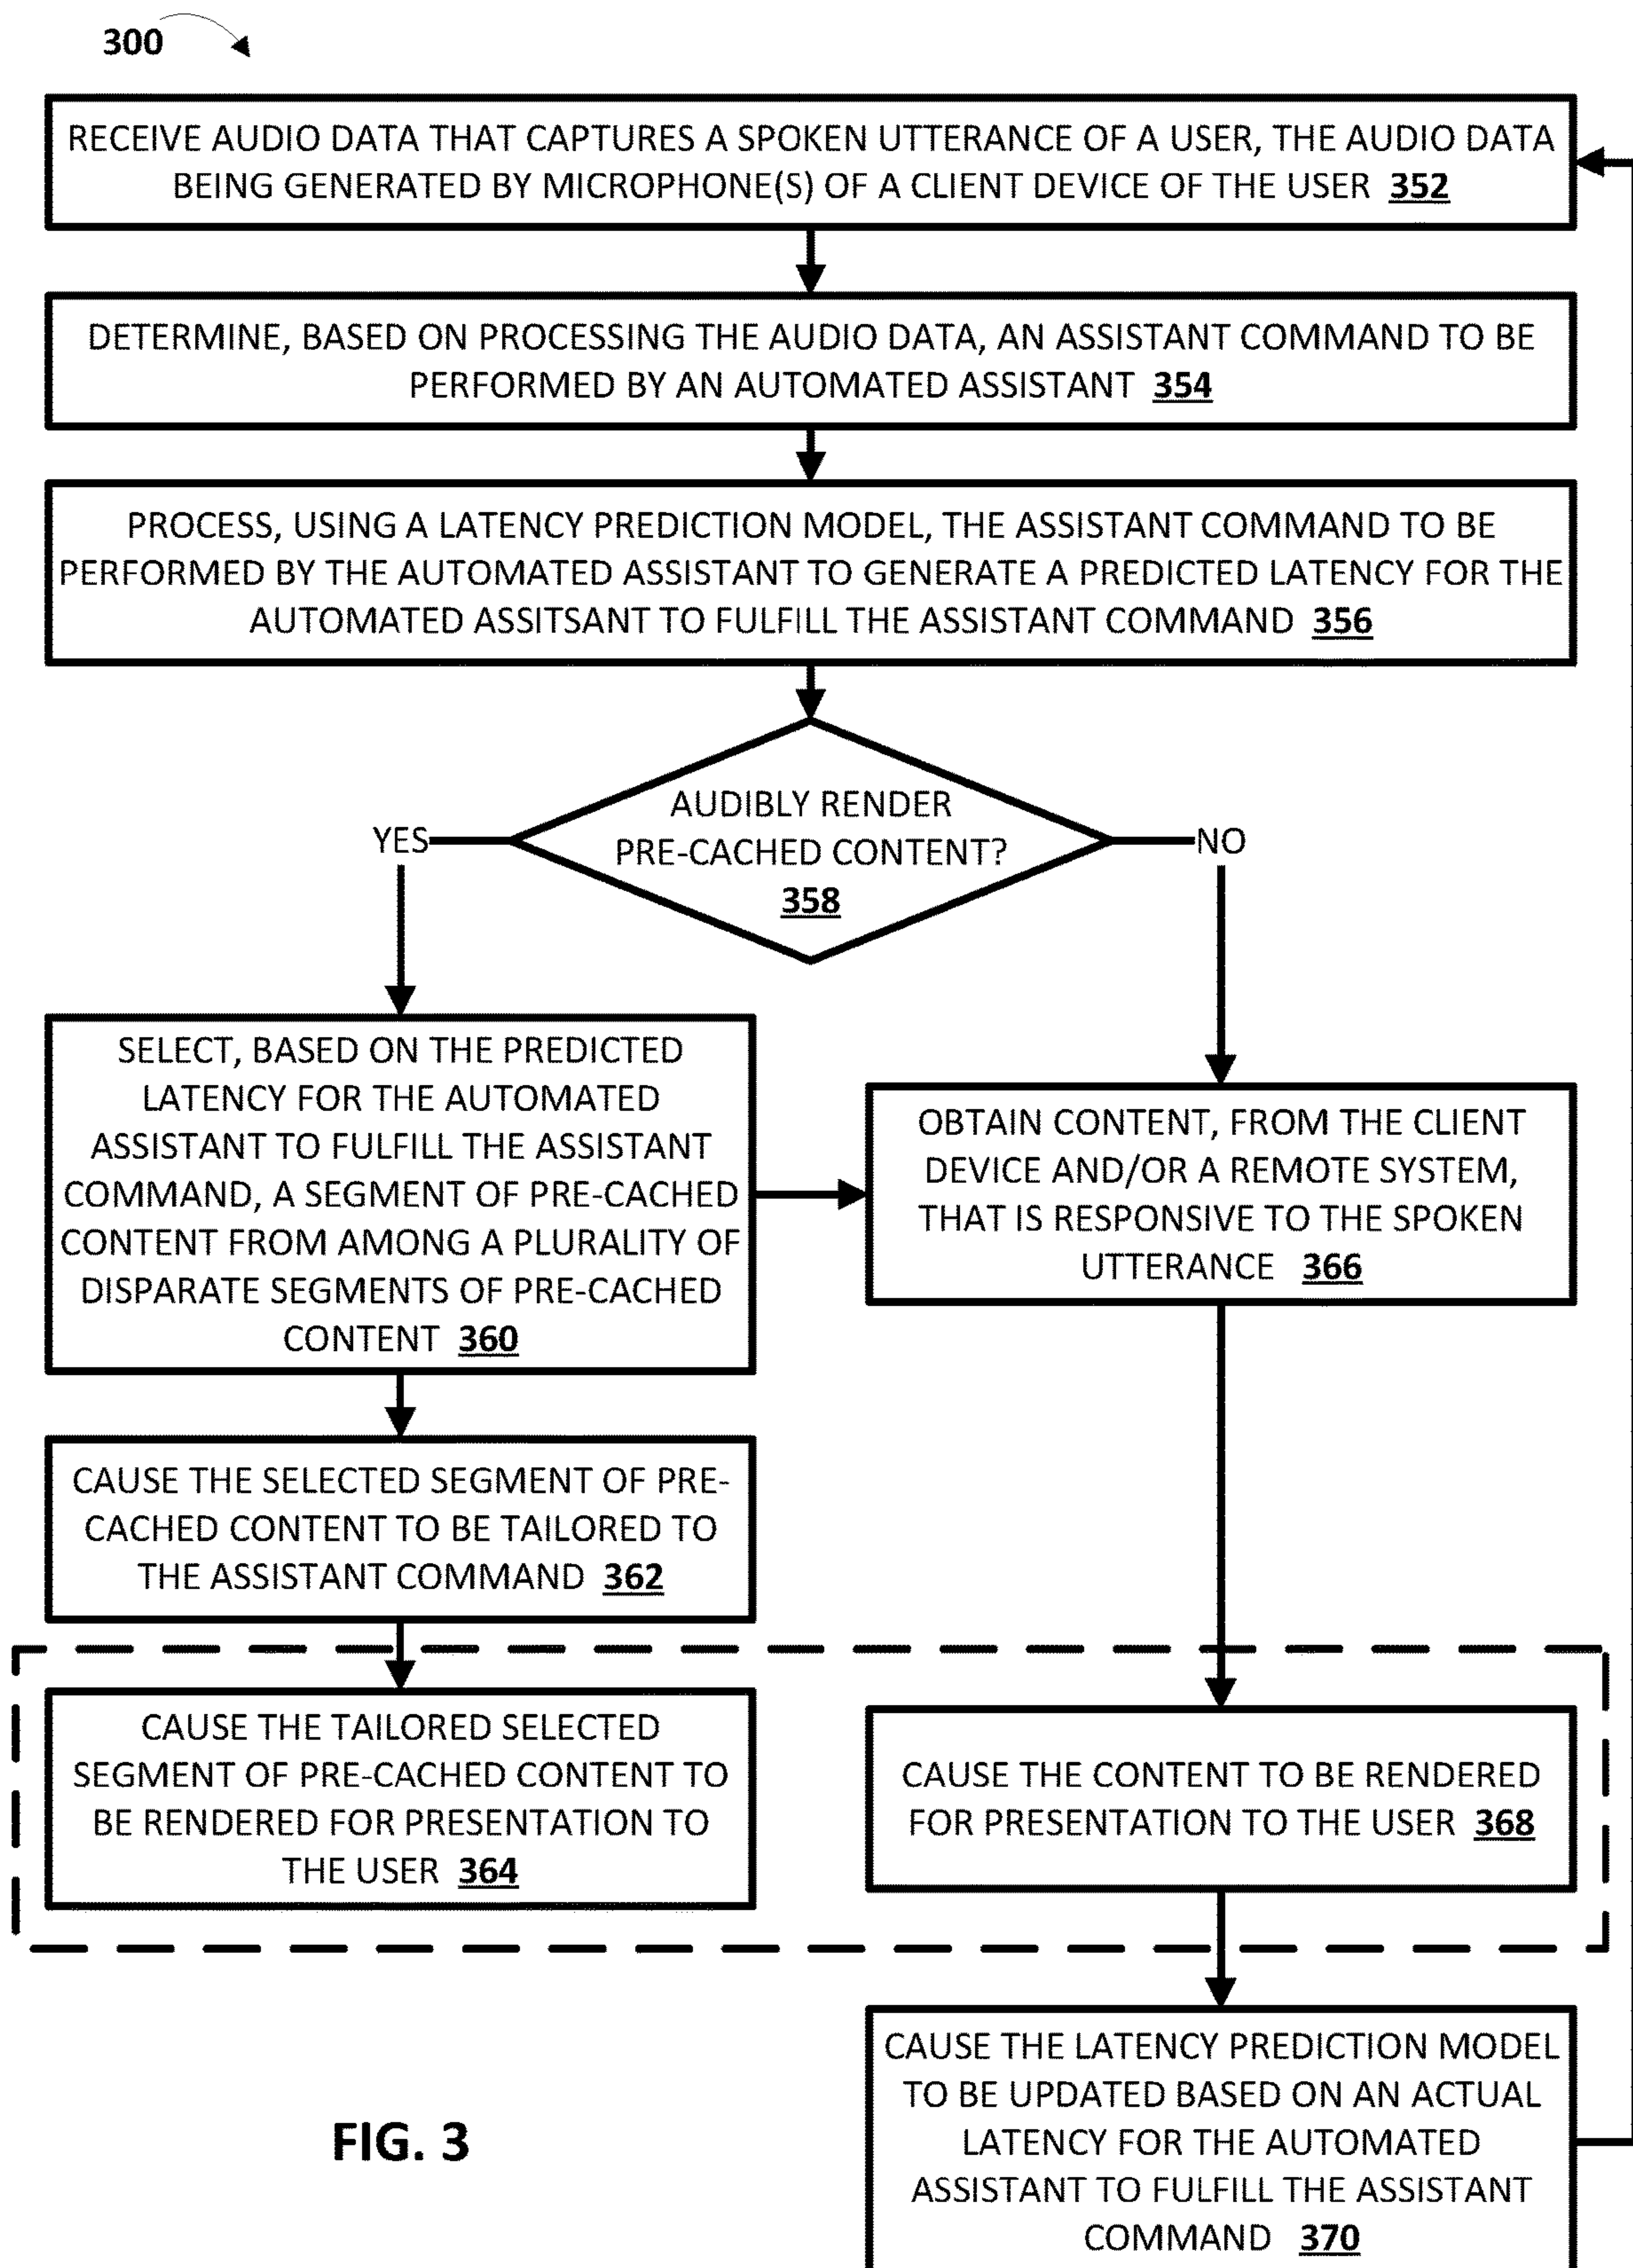 300
RECEIVE AUDIO DATA THAT CAPTURES A SPOKEN UTTERANCE OF A USER, THE AUDIO DATA
BEING GENERATED BY MICROPHONE(S) OF A CLIENT DEVICE OF THE USER 352
DETERMINE, BASED ON PROCESSING THE AUDIO DATA, AN ASSISTANT COMMAND TO BE
PERFORMED BY AN AUTOMATED ASSISTANT 354
PROCESS, USING A LATENCY PREDICTION MODEL, THE ASSISTANT COMMAND TO BE
PERFORMED BY THE AUTOMATED ASSISTANT TO GENERATE A PREDICTED LATENCY FOR THE
AUTOMATED ASSITSANT TO FULFILL THE ASSISTANT COMMAND 356
AUDIBLY RENDER
PRE-CACHED CONTENT?
358
YES
NO
SELECT, BASED ON THE PREDICTED
LATENCY FOR THE AUTOMATED
ASSISTANT TO FULFILL THE ASSISTANT
COMMAND, A SEGMENT OF PRE-CACHED
CONTENT FROM AMONG A PLURALITY OF
DISPARATE SEGMENTS OF PRE-CACHED
CONTENT 360
OBTAIN CONTENT, FROM THE CLIENT
DEVICE AND/OR A REMOTE SYSTEM,
THAT IS RESPONSIVE TO THE SPOKEN
UTTERANCE 366
CAUSE THE SELECTED SEGMENT OF PRE-
CACHED CONTENT TO BE TAILORED TO
THE ASSISTANT COMMAND 362
CAUSE THE TAILORED SELECTED
SEGMENT OF PRE-CACHED CONTENT TO
BE RENDERED FOR PRESENTATION TO
THE USER 364
CAUSE THE CONTENT TO BE RENDERED
FOR PRESENTATION TO THE USER 368
CAUSE THE LATENCY PREDICTION MODEL
TO BE UPDATED BASED ON AN ACTUAL
LATENCY FOR THE AUTOMATED
ASSISTANT TO FULFILL THE ASSISTANT
COMMAND 370
FIG. 3